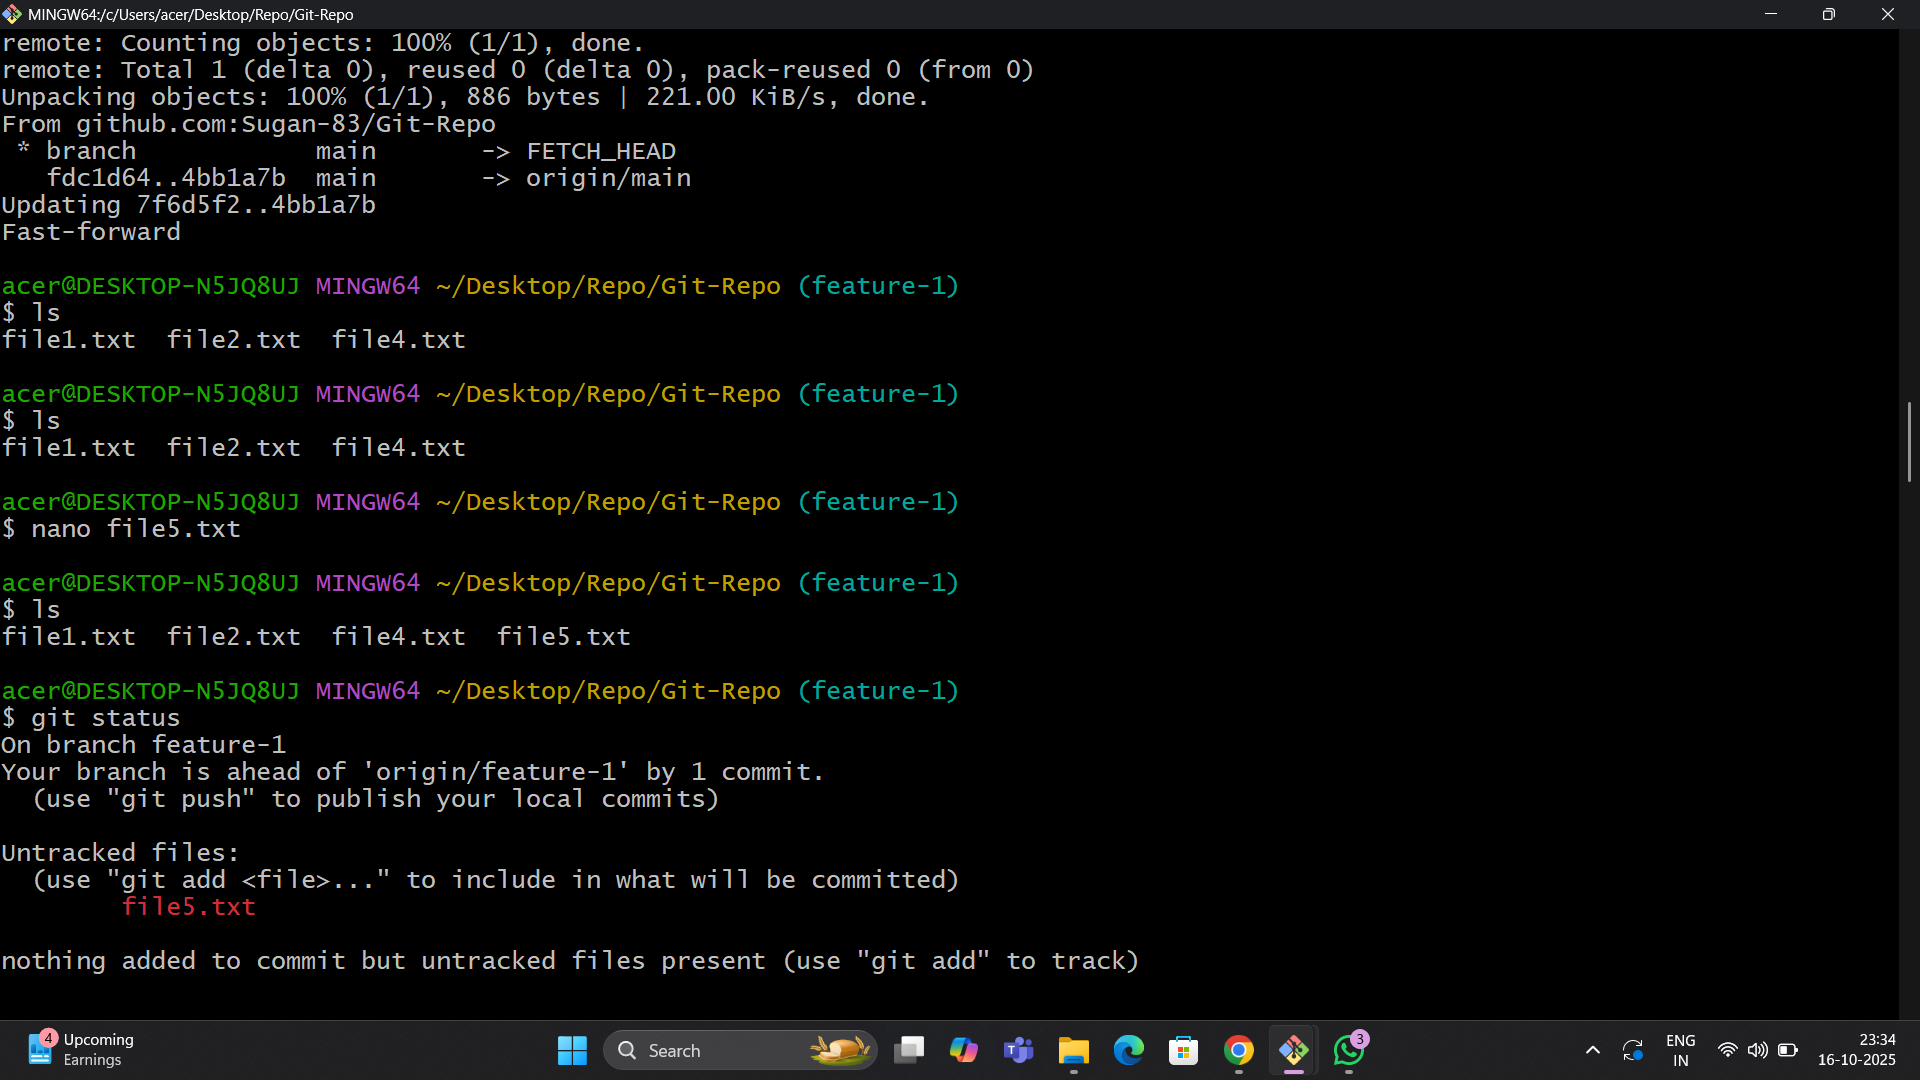 MINGW64:/c/Users/acer/Desktop/Repo/Git-Repo
remote: Counting objects: 100% (1/1), done.
remote: Total 1 (delta 0), reused 0 (delta 0), pack-reused 0 (from 0)
Unpacking objects: 100% (1/1), 886 bytes | 221.00 KiB/s, done.
From github.com:Sugan-83/Git-Repo
 * branch            main       -> FETCH_HEAD
   fdc1d64..4bb1a7b  main       -> origin/main
Updating 7f6d5f2..4bb1a7b
Fast-forward
acer@DESKTOP-N5JQ8UJ MINGW64 ~/Desktop/Repo/Git-Repo (feature-1)
$ ls
file1.txt  file2.txt  file4.txt
acer@DESKTOP-N5JQ8UJ MINGW64 ~/Desktop/Repo/Git-Repo (feature-1)
$ ls
file1.txt  file2.txt  file4.txt
acer@DESKTOP-N5JQ8UJ MINGW64 ~/Desktop/Repo/Git-Repo (feature-1)
$ nano file5.txt
acer@DESKTOP-N5JQ8UJ MINGW64 ~/Desktop/Repo/Git-Repo (feature-1)
$ ls
file1.txt  file2.txt  file4.txt  file5.txt
acer@DESKTOP-N5JQ8UJ MINGW64 ~/Desktop/Repo/Git-Repo (feature-1)
$ git status
On branch feature-1
Your branch is ahead of 'origin/feature-1' by 1 commit.
  (use "git push" to publish your local commits)
Untracked files:
  (use "git add <file>..." to include in what will be committed)
        file5.txt
nothing added to commit but untracked files present (use "git add" to track)
4
Upcoming
Earnings
Search
3
ENG
IN
23:34
16-10-2025